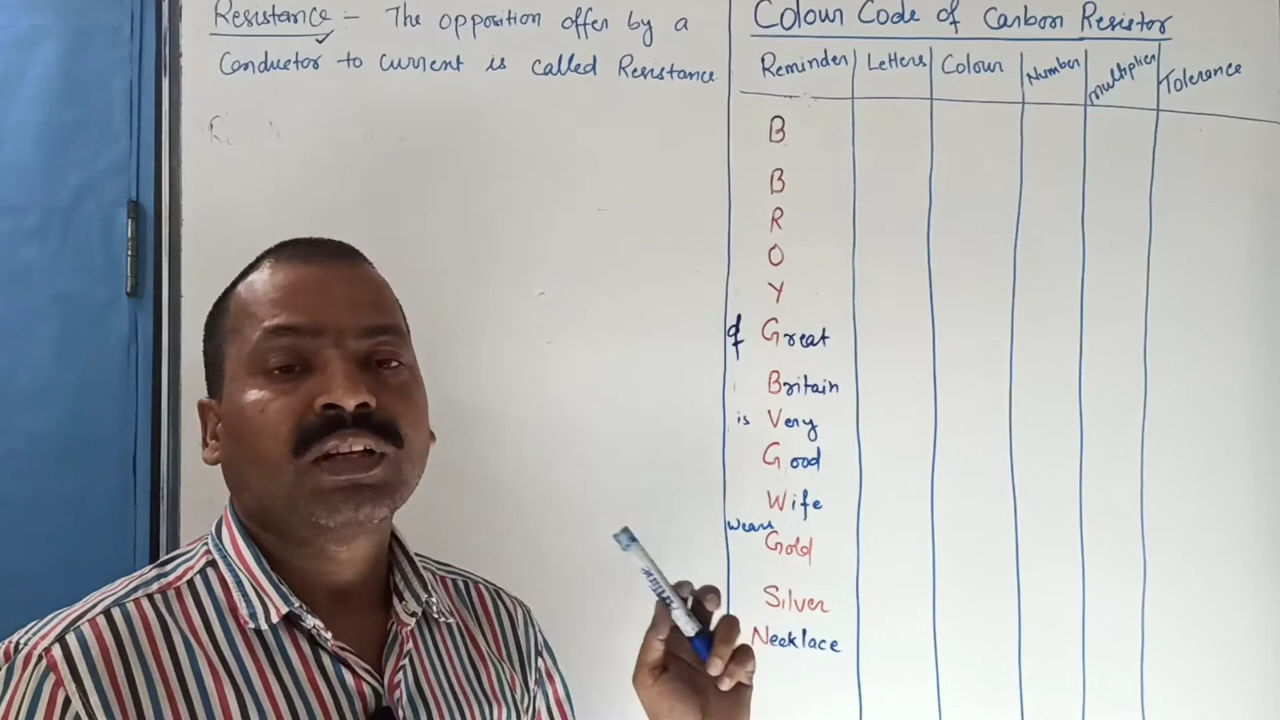 Resistance :- The opposition offer by a
Conductor to current is called Resistance
Colour Code of Carbon Resistor
Reminder Letters Colour Number Multiplier Tolerance
B
B
R
O
Y
of Great
Britain
is Very
Good
Wife
wears
Gold
Silver
Necklace